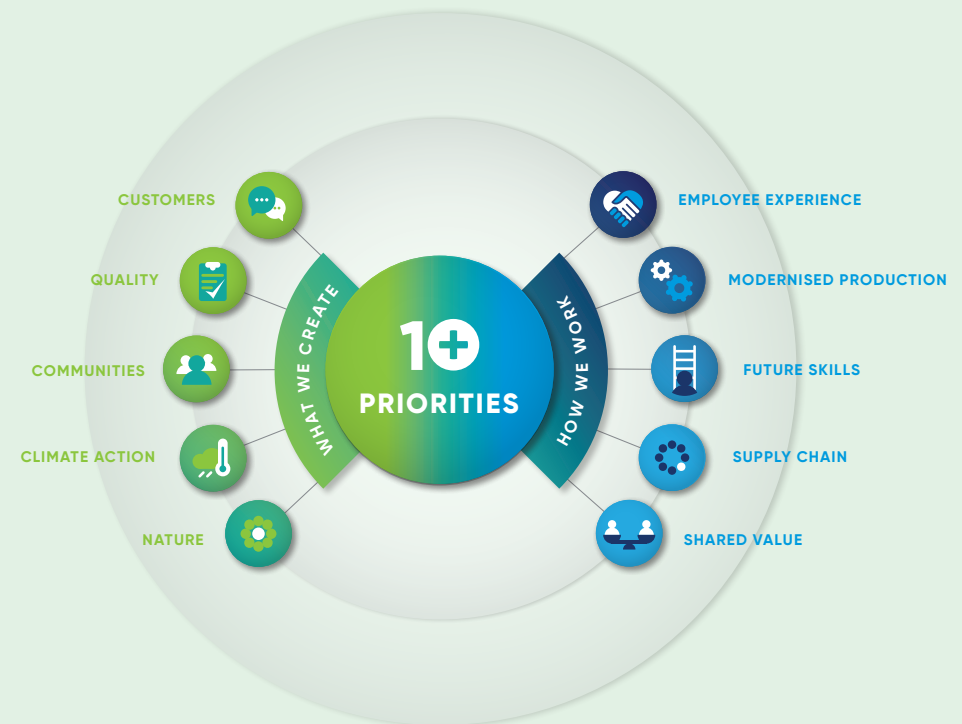 CUSTOMERS
QUALITY
COMMUNITIES
CLIMATE ACTION
NATURE
WHAT WE CREATE
1+
PRIORITIES
HOW WE WORK
EMPLOYEE EXPERIENCE
MODERNISED PRODUCTION
FUTURE SKILLS
SUPPLY CHAIN
SHARED VALUE